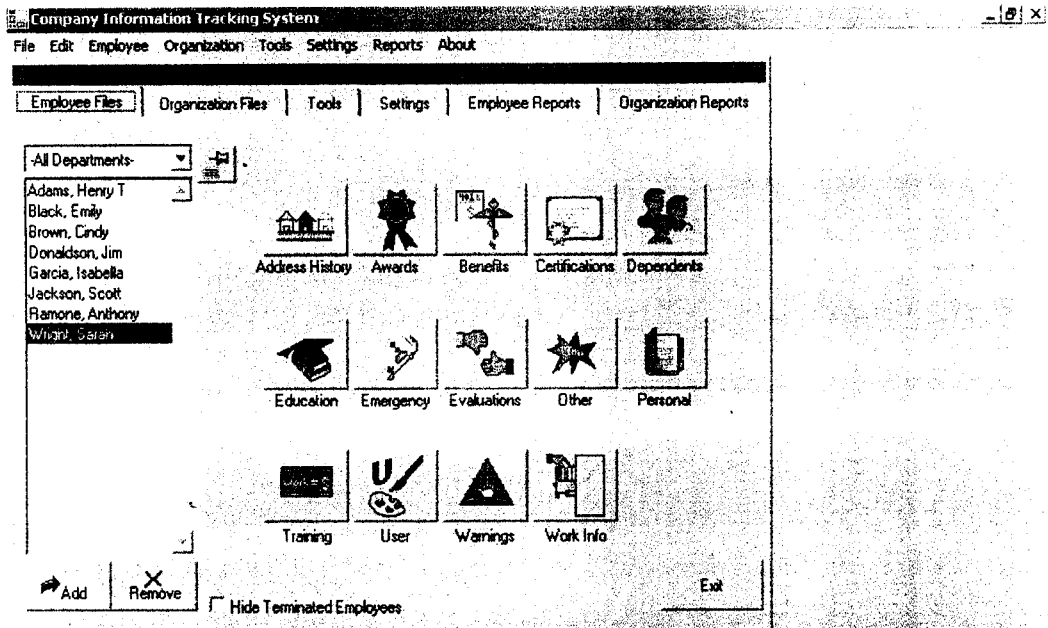 Company Information Tracking System
File Edit Employee Organization Tools Settings Reports About
Employee Files Organization Files Tools Settings Employee Reports Organization Reports
-All Departments-
Adams, Henry T
Black, Emily
Brown, Cindy
Donaldson, Jim
Garcia, Isabella
Jackson, Scott
Ramone, Anthony
Wright, Sarah
Address History Awards Benefits Certifications Dependents
Education Emergency Evaluations Other Personal
Training User Warnings Work Info
Add Remove
Hide Terminated Employees
Exit